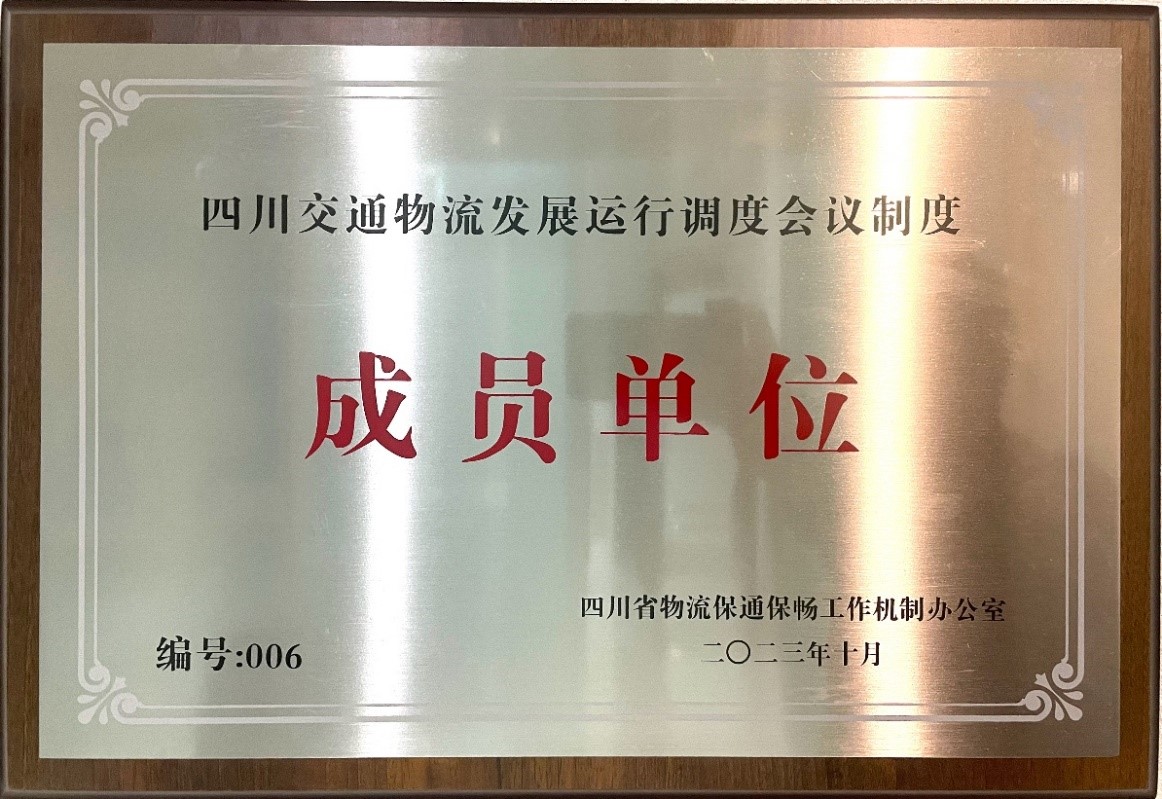 四川交通物流发展运行调度会议制度
成员单位
四川省物流保通保畅工作机制办公室
编号:006
二〇二三年十月